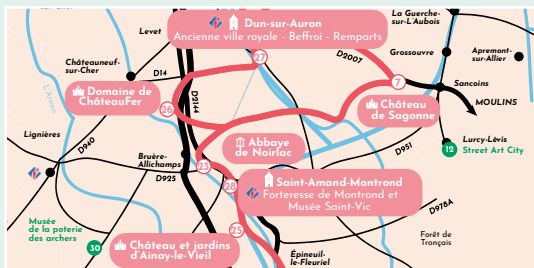 Levet
Dun-sur-Auron
Ancienne ville royale - Beffroi - Remparts
La Guerche-
sur-L'Aubois
Grossouvre
Apremont-
sur-Allier
D2007
27
Châteauneuf-
sur-Cher
D14
7
Sancoins
MOULINS
Domaine de
ChâteauFer
26
D2144
Château
de Sagonne
L'Arnon
Lignières
D940
Abbaye
de Noirlac
D951
Lurcy-Lévis
12
Street Art City
Bruère-
Allichamps
D925
23
28
Saint-Amand-Montrond
Forteresse de Montrond et
Musée Saint-Vic
D978A
Musée
de la poterie
des archers
30
25
Château et jardins
d'Ainay-le-Vieil
Épineuil-
le-Fleuriel
Forêt de
Tronçais